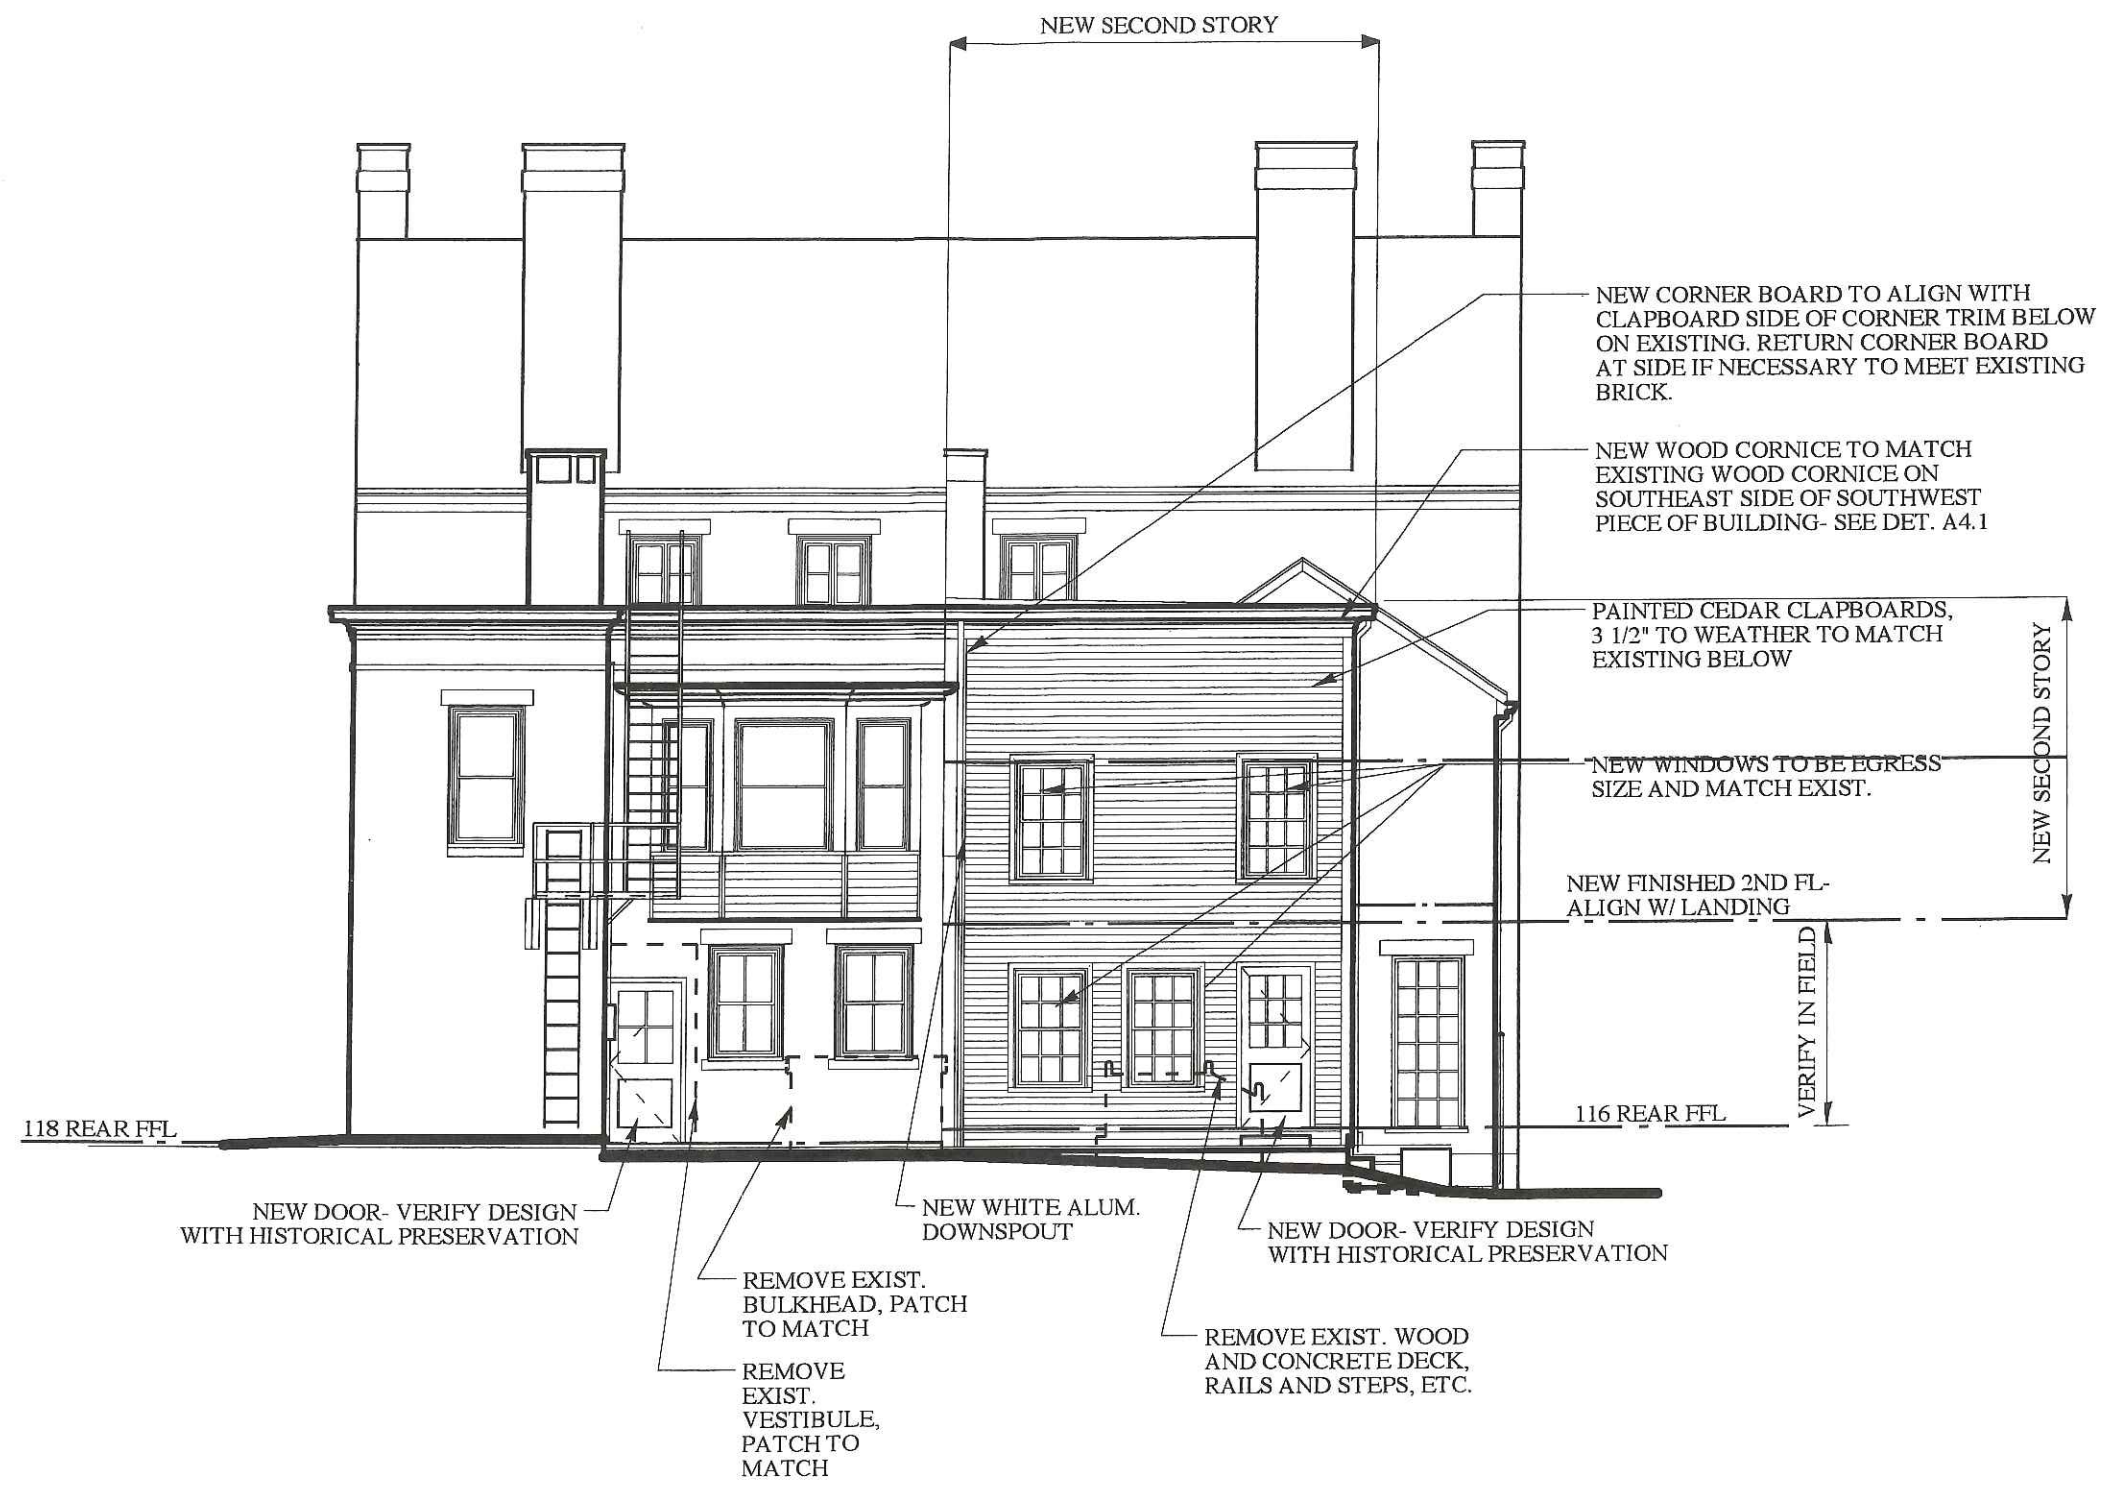 NEW SECOND STORY
NEW CORNER BOARD TO ALIGN WITH
CLAPBOARD SIDE OF CORNER TRIM BELOW
ON EXISTING. RETURN CORNER BOARD
AT SIDE IF NECESSARY TO MEET EXISTING
BRICK.
NEW WOOD CORNICE TO MATCH
EXISTING WOOD CORNICE ON
SOUTHEAST SIDE OF SOUTHWEST
PIECE OF BUILDING- SEE DET. A4.1
PAINTED CEDAR CLAPBOARDS,
3 1/2" TO WEATHER TO MATCH
EXISTING BELOW
NEW SECOND STORY
NEW WINDOWS TO BE EGRESS
SIZE AND MATCH EXIST.
NEW FINISHED 2ND FL-
ALIGN W/ LANDING
VERIFY IN FIELD
118 REAR FFL
116 REAR FFL
NEW DOOR- VERIFY DESIGN
WITH HISTORICAL PRESERVATION
NEW WHITE ALUM.
DOWNSPOUT
NEW DOOR- VERIFY DESIGN
WITH HISTORICAL PRESERVATION
REMOVE EXIST.
BULKHEAD, PATCH
TO MATCH
REMOVE EXIST. WOOD
AND CONCRETE DECK,
RAILS AND STEPS, ETC.
REMOVE
EXIST.
VESTIBULE,
PATCH TO
MATCH